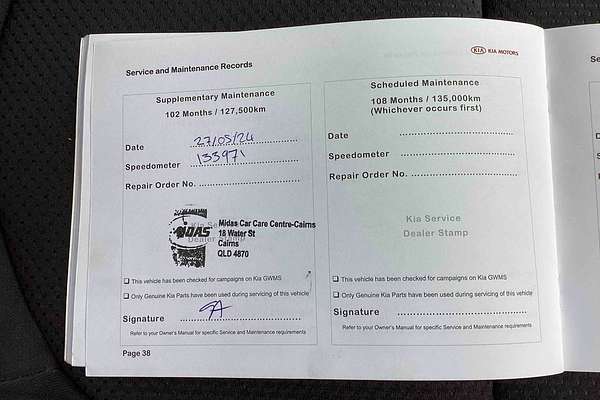 KIA KIA MOTORS
Service and Maintenance Records
Supplementary Maintenance
102 Months / 127,500km
Date 27/05/24
Speedometer 133971
Repair Order No.
Kia Service
Dealer Stamp
MIDAS
Midas Car Care Centre-Cairns
18 Water St
Cairns
QLD 4870
This vehicle has been checked for campaigns on Kia GWMS
Only Genuine Kia Parts have been used during servicing of this vehicle
Signature
Refer to your Owner's Manual for specific Service and Maintenance requirements
Page 38
Scheduled Maintenance
108 Months / 135,000km
(Whichever occurs first)
Date
Speedometer
Repair Order No.
Kia Service
Dealer Stamp
This vehicle has been checked for campaigns on Kia GWMS
Only Genuine Kia Parts have been used during servicing of this vehicle
Signature
Refer to your Owner's Manual for specific Service and Maintenance requirements
Se